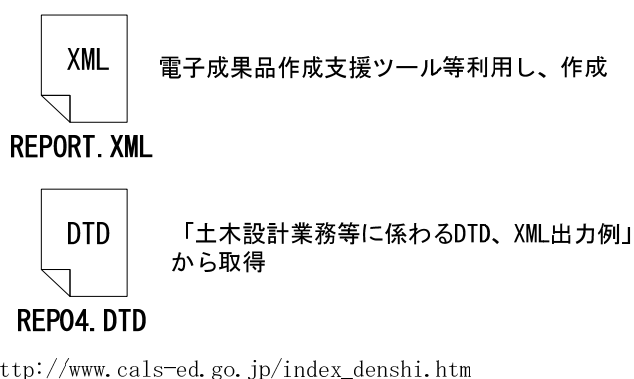 XML
電子成果品作成支援ツール等利用し、作成
REPORT.XML
DTD
「土木設計業務等に係わるDTD、XML出力例」
から取得
REP04.DTD
ttp://www.cals-ed.go.jp/index_denshi.htm